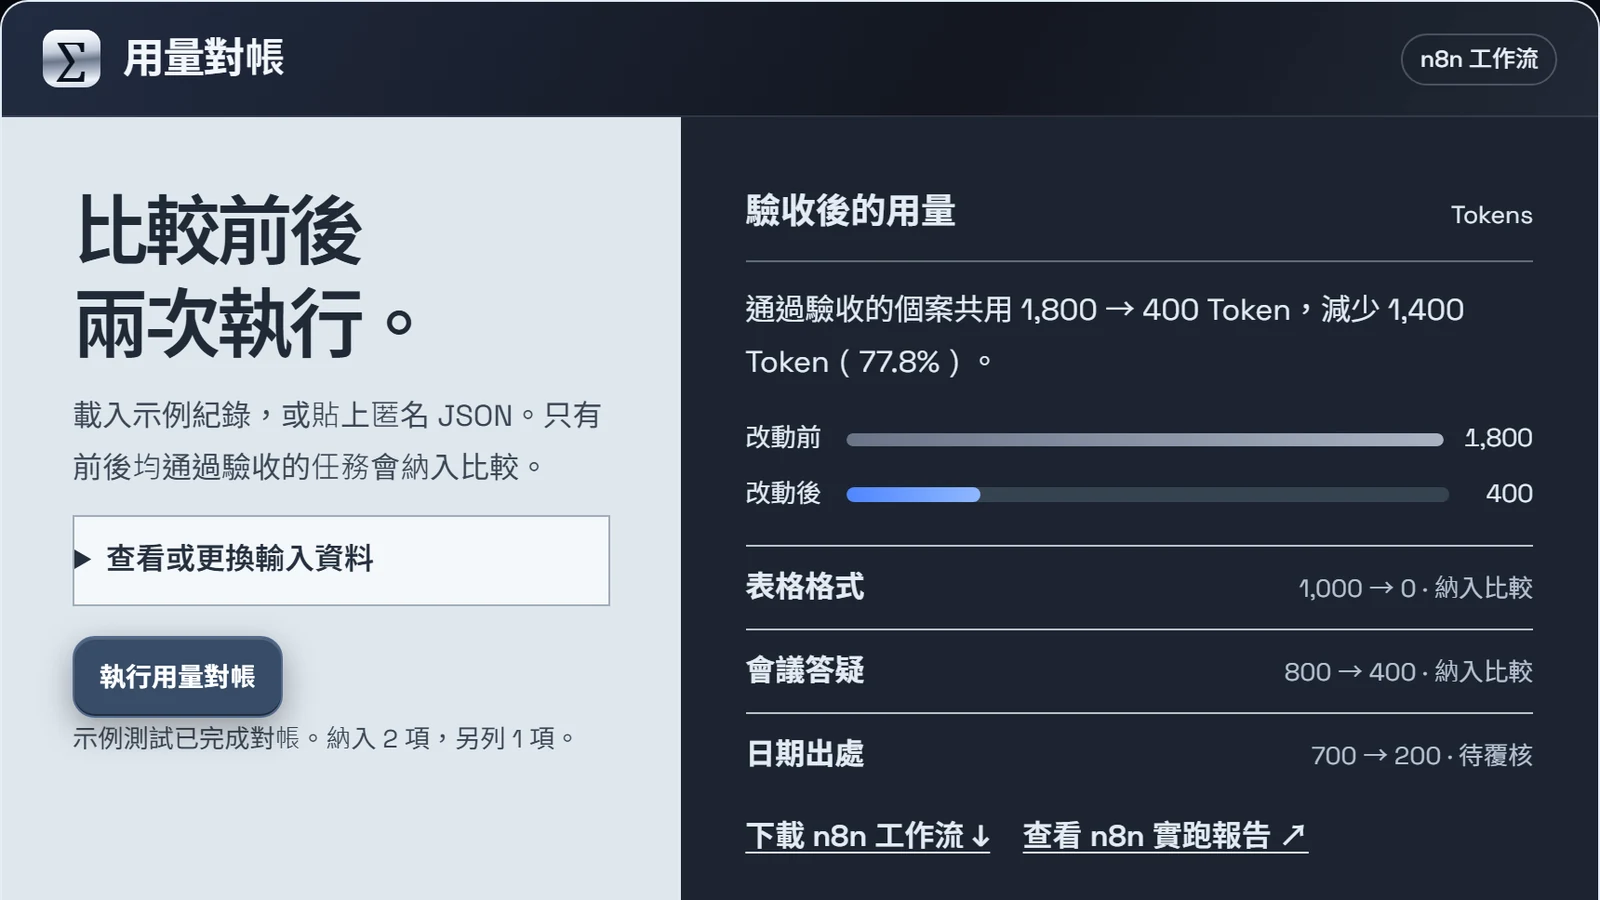 Σ 用量對帳
n8n 工作流
比較前後
兩次執行。
載入示例紀錄，或貼上匿名 JSON。只有
前後均通過驗收的任務會納入比較。
▶ 查看或更換輸入資料
執行用量對帳
示例測試已完成對帳。納入 2 項，另列 1 項。
驗收後的用量
Tokens
通過驗收的個案共用 1,800 → 400 Token，減少 1,400
Token（77.8%）。
改動前 1,800
改動後 400
表格格式 1,000 → 0 · 納入比較
會議答疑 800 → 400 · 納入比較
日期出處 700 → 200 · 待覆核
下載 n8n 工作流 ↓ 查看 n8n 實跑報告 ↗